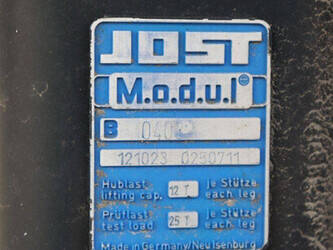 JOST
M.o.d.u.l ®
B 040
121023 0250711
Hublast 12 T je Stütze
lifting cap. each leg
Prüflast 25 T je Stütze
test load each leg
Made in Germany/Neu Isenburg